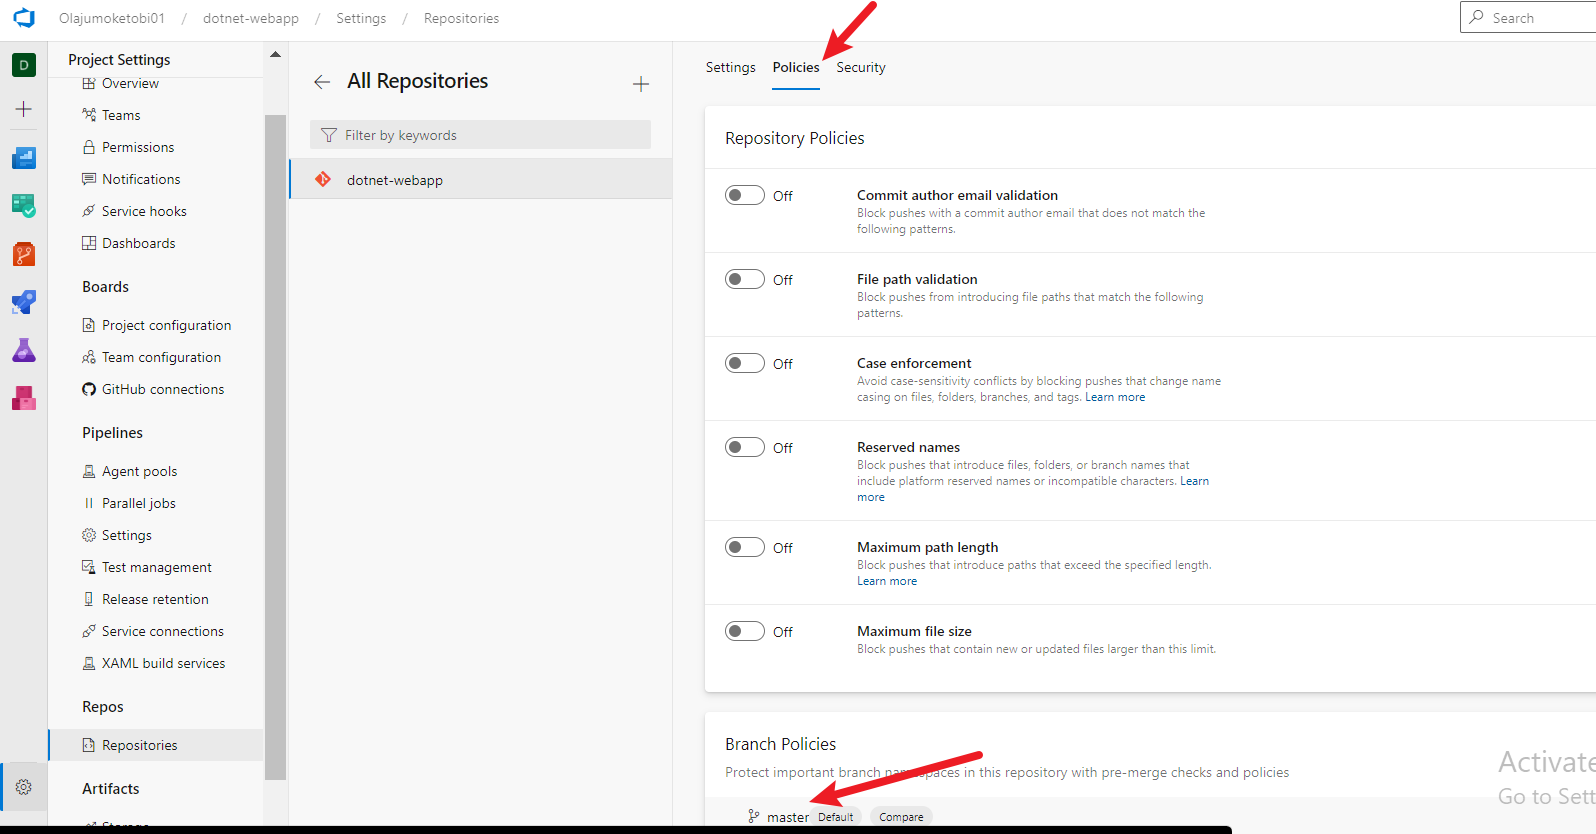 Olajumoketobi01 / dotnet-webapp / Settings / Repositories
Search
D
Project Settings
Overview
Teams
Permissions
Notifications
Service hooks
Dashboards
Boards
Project configuration
Team configuration
GitHub connections
Pipelines
Agent pools
Parallel jobs
Settings
Test management
Release retention
Service connections
XAML build services
Repos
Repositories
Artifacts
Storage
All Repositories
Filter by keywords
dotnet-webapp
Settings Policies Security
Repository Policies
Off
Commit author email validation
Block pushes with a commit author email that does not match the
following patterns.
Off
File path validation
Block pushes from introducing file paths that match the following
patterns.
Off
Case enforcement
Avoid case-sensitivity conflicts by blocking pushes that change name
casing on files, folders, branches, and tags. Learn more
Off
Reserved names
Block pushes that introduce files, folders, or branch names that
include platform reserved names or incompatible characters. Learn
more
Off
Maximum path length
Block pushes that introduce paths that exceed the specified length.
Learn more
Off
Maximum file size
Block pushes that contain new or updated files larger than this limit.
Branch Policies
Protect important branch namespaces in this repository with pre-merge checks and policies
master Default Compare
Activate
Go to Sett